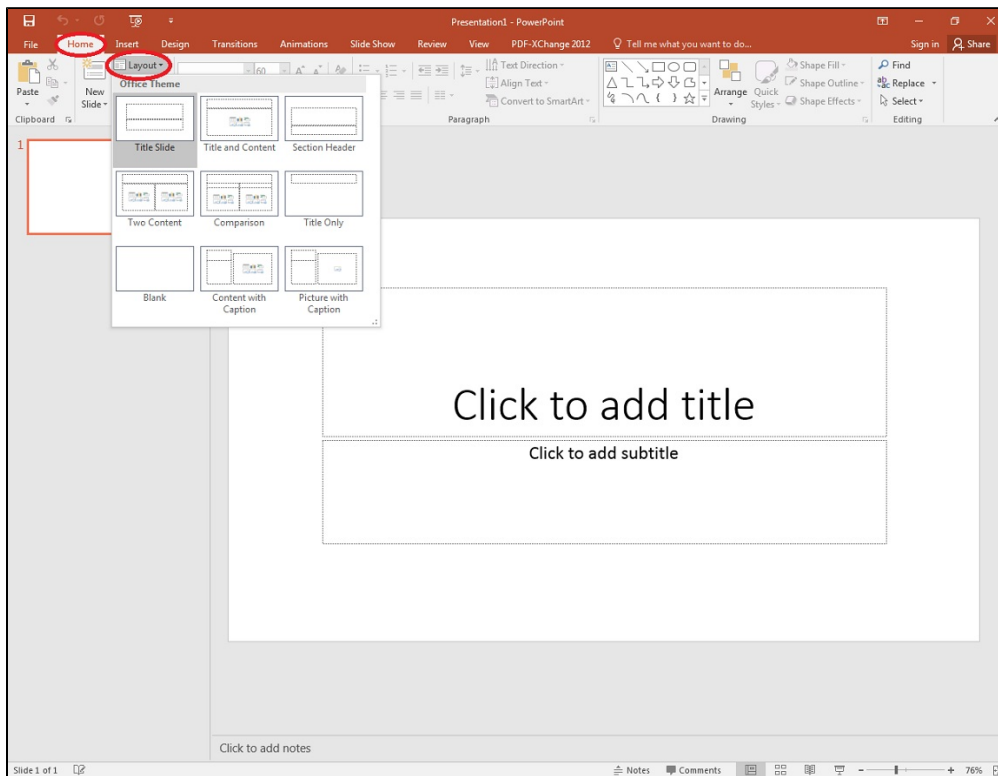 Presentation1 - PowerPoint
File Home Insert Design Transitions Animations Slide Show Review View PDF-XChange 2012 Tell me what you want to do... Sign in Share
Layout
Paste
New
Slide
60
Text Direction
Align Text
Convert to SmartArt
Arrange
Quick
Styles
Shape Fill
Shape Outline
Shape Effects
Find
Replace
Select
Clipboard Paragraph Drawing Editing
Office Theme
Title Slide Title and Content Section Header
Two Content Comparison Title Only
Blank Content with
Caption Picture with
Caption
1
Click to add title
Click to add subtitle
Click to add notes
Slide 1 of 1 Notes Comments 76%